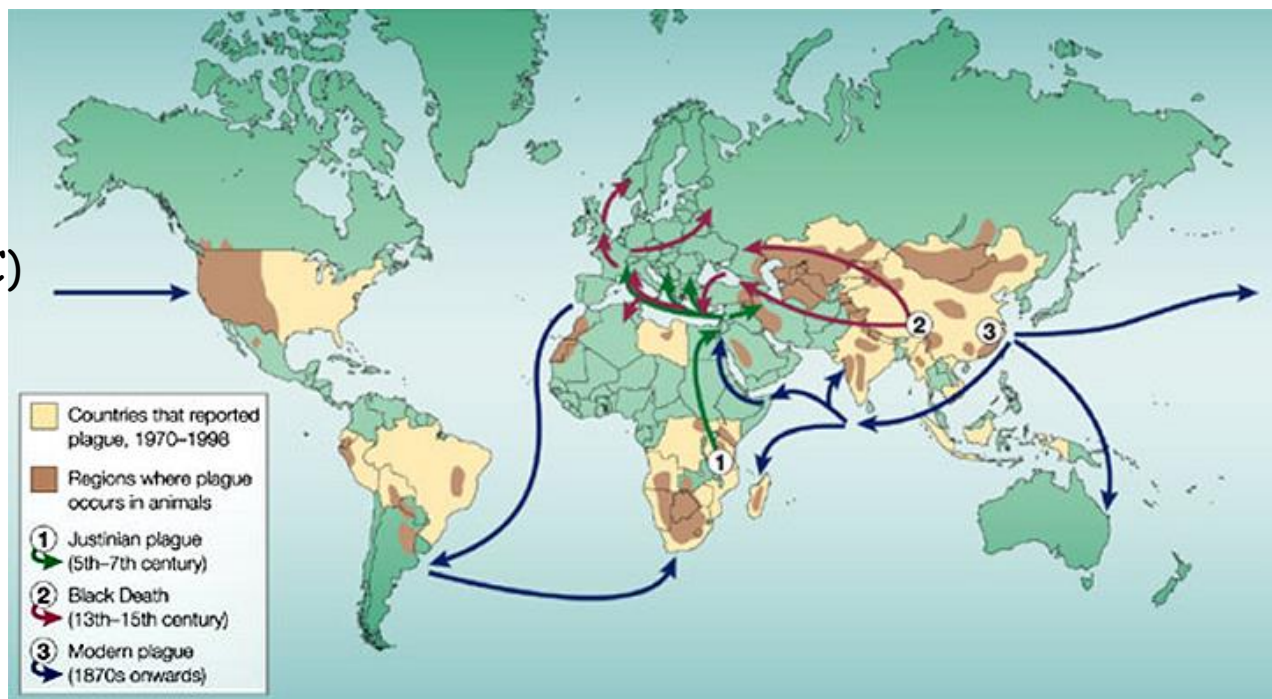 C)
2
3
1
Countries that reported
plague, 1970–1998
Regions where plague
occurs in animals
1 Justinian plague
(5th–7th century)
2 Black Death
(13th–15th century)
3 Modern plague
(1870s onwards)